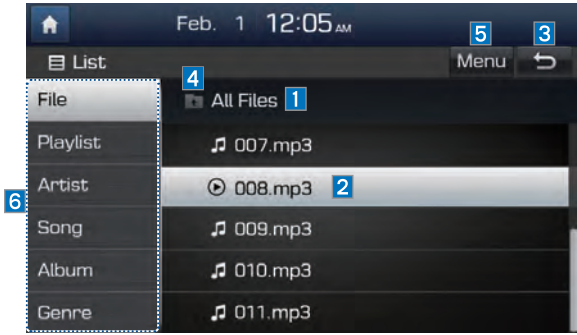 Feb. 1 12:05 AM
5 3
List Menu
4
File All Files 1
Playlist 007.mp3
Artist 008.mp3 2
6
Song 009.mp3
Album 010.mp3
Genre 011.mp3